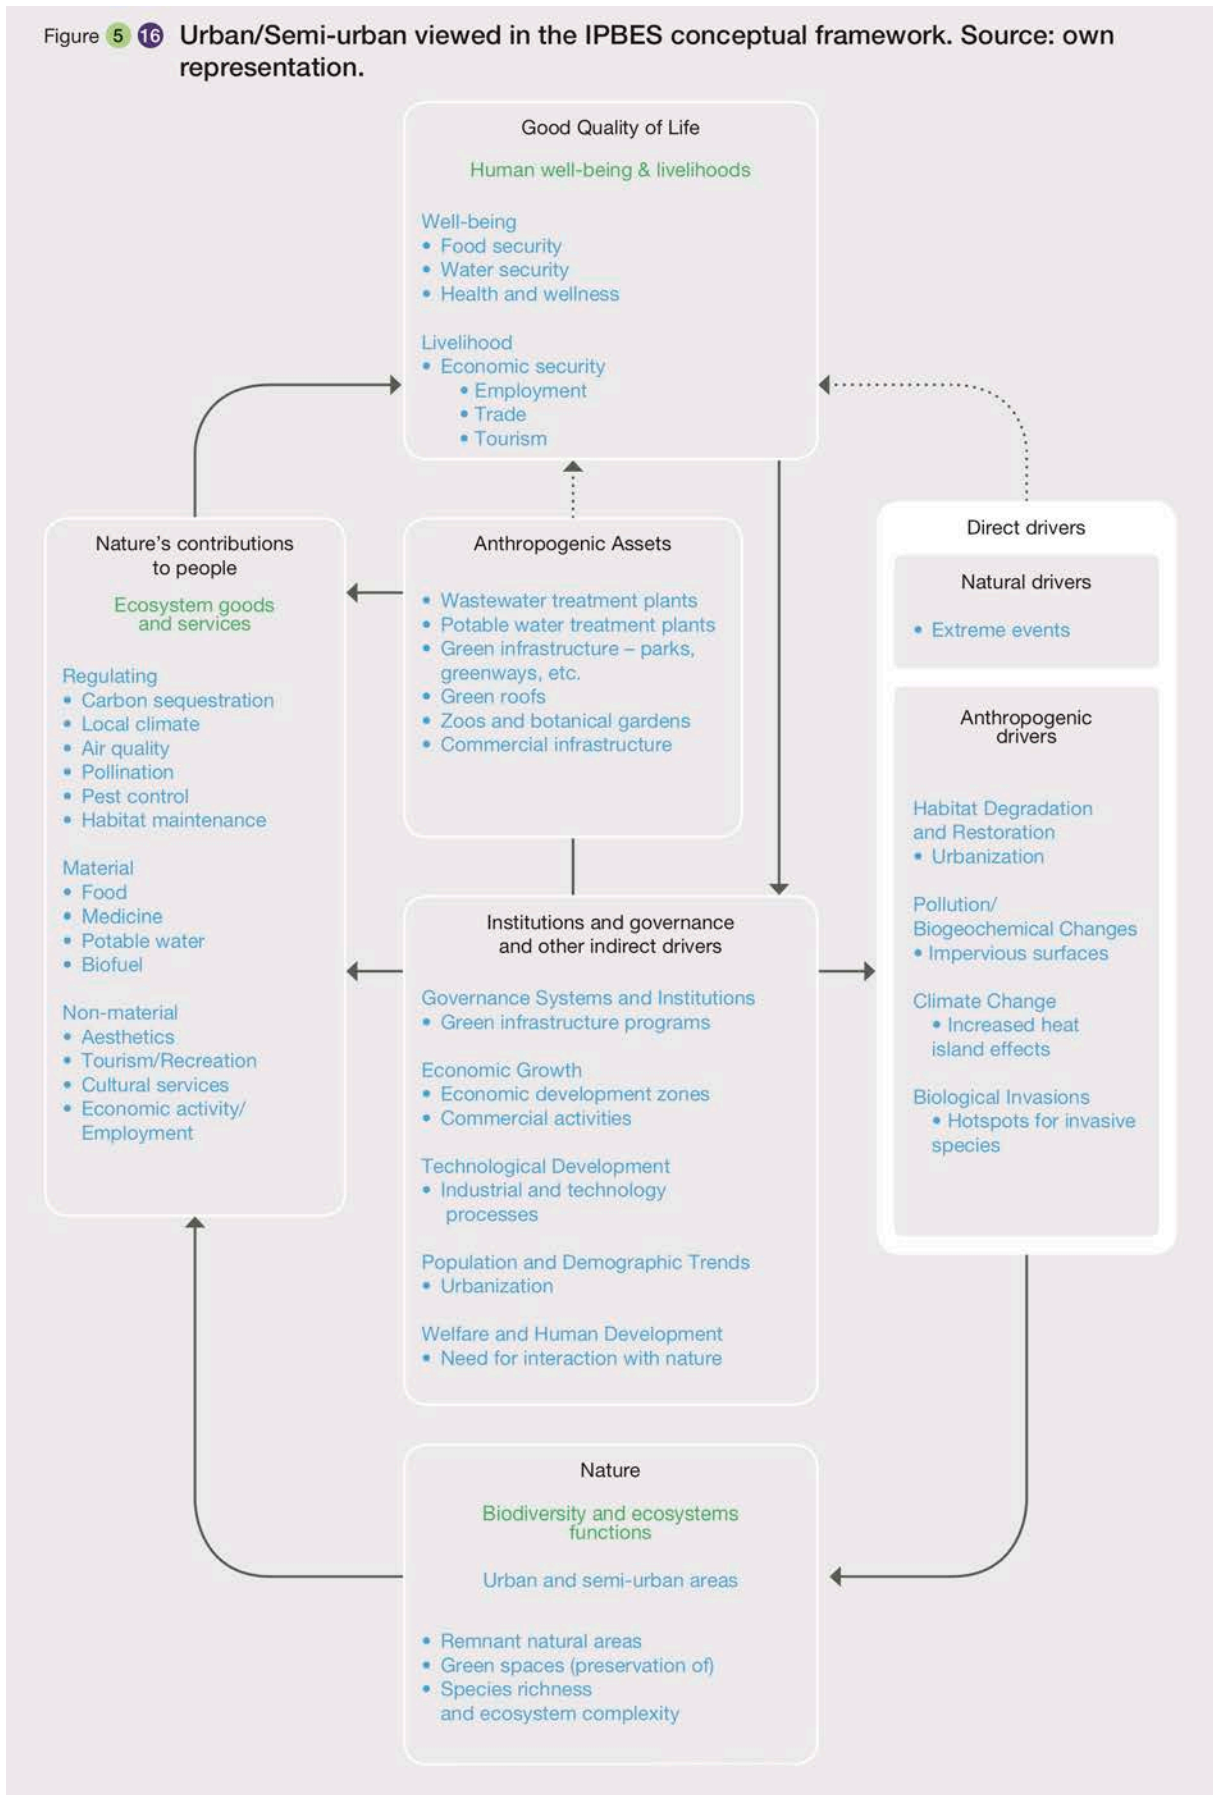 Figure 5 16 Urban/Semi-urban viewed in the IPBES conceptual framework. Source: own
representation.
Good Quality of Life
Human well-being & livelihoods
Well-being
• Food security
• Water security
• Health and wellness
Livelihood
• Economic security
• Employment
• Trade
• Tourism
Nature's contributions
to people
Ecosystem goods
and services
Regulating
• Carbon sequestration
• Local climate
• Air quality
• Pollination
• Pest control
• Habitat maintenance
Material
• Food
• Medicine
• Potable water
• Biofuel
Non-material
• Aesthetics
• Tourism/Recreation
• Cultural services
• Economic activity/
Employment
Anthropogenic Assets
• Wastewater treatment plants
• Potable water treatment plants
• Green infrastructure – parks,
greenways, etc.
• Green roofs
• Zoos and botanical gardens
• Commercial infrastructure
Institutions and governance
and other indirect drivers
Governance Systems and Institutions
• Green infrastructure programs
Economic Growth
• Economic development zones
• Commercial activities
Technological Development
• Industrial and technology
processes
Population and Demographic Trends
• Urbanization
Welfare and Human Development
• Need for interaction with nature
Direct drivers
Natural drivers
• Extreme events
Anthropogenic
drivers
Habitat Degradation
and Restoration
• Urbanization
Pollution/
Biogeochemical Changes
• Impervious surfaces
Climate Change
• Increased heat
island effects
Biological Invasions
• Hotspots for invasive
species
Nature
Biodiversity and ecosystems
functions
Urban and semi-urban areas
• Remnant natural areas
• Green spaces (preservation of)
• Species richness
and ecosystem complexity